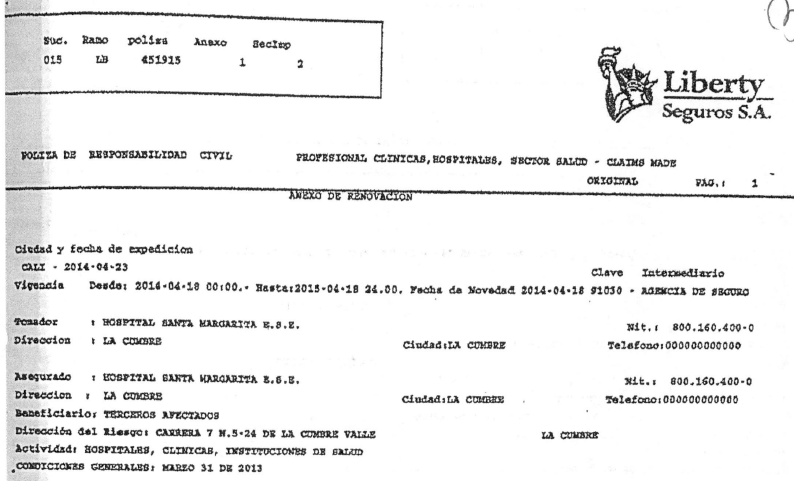 Suc. Ramo poliza Anexo SecImp
015 LB 451915 1 2
Liberty
Seguros S.A.
POLIZA DE RESPONSABILIDAD CIVIL PROFESIONAL CLINICAS,HOSPITALES, SECTOR SALUD - CLAIMS MADE
ORIGINAL PAG.: 1
ANEXO DE RENOVACION
Ciudad y fecha de expedicion
CALI - 2014-04-23
Clave Intermediario
Vigencia Desde: 2014-04-18 00:00.- Hasta:2015-04-18 24.00. Fecha de Novedad 2014-04-18 91030 - AGENCIA DE SEGURO
Tomador : HOSPITAL SANTA MARGARITA E.S.E. Nit.: 800.160.400-0
Direccion : LA CUMBRE Ciudad:LA CUMBRE Telefono:000000000000
Asegurado : HOSPITAL SANTA MARGARITA E.S.E. Nit.: 800.160.400-0
Direccion : LA CUMBRE Ciudad:LA CUMBRE Telefono:000000000000
Beneficiario: TERCEROS AFECTADOS
Dirección del Riesgo: CARRERA 7 N.5-24 DE LA CUMBRE VALLE LA CUMBRE
Actividad: HOSPITALES, CLINICAS, INSTITUCIONES DE SALUD
CONDICIONES GENERALES: MARZO 31 DE 2013